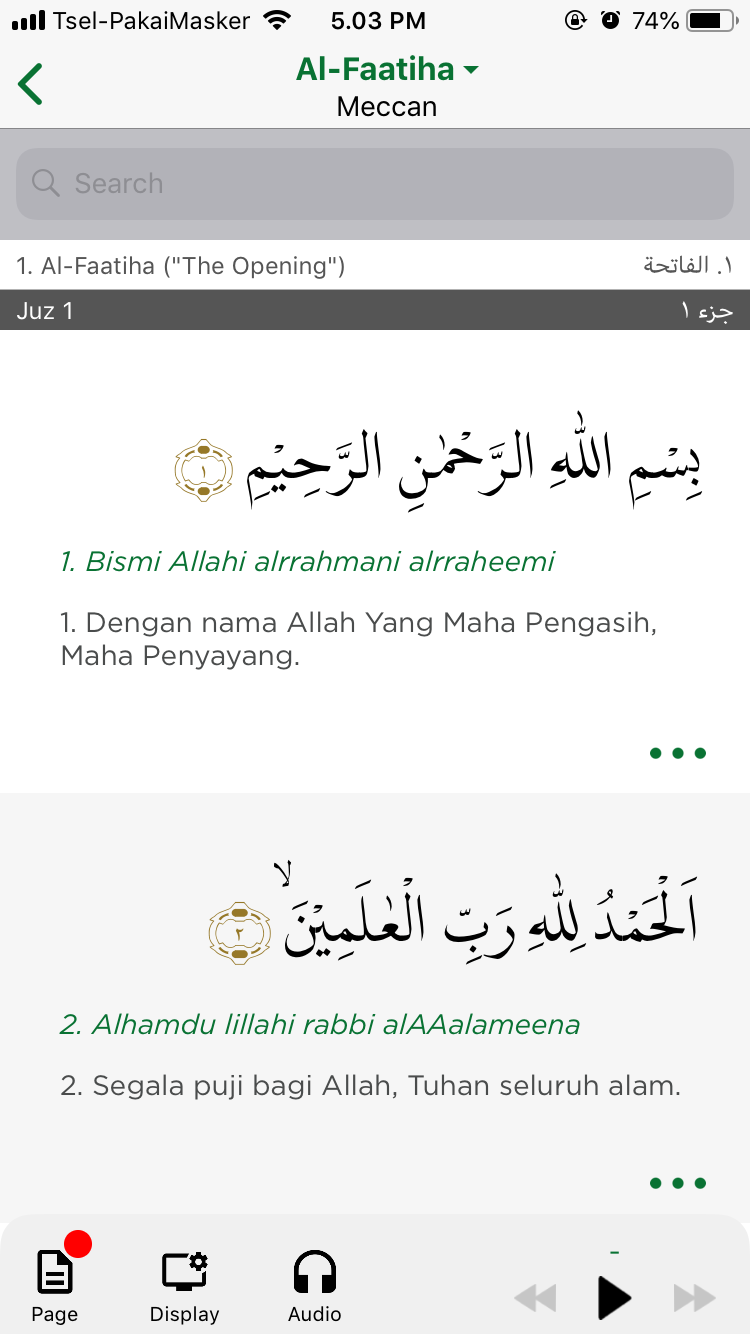 Tsel-PakaiMasker 5.03 PM 74%
Al-Faatiha
Meccan
Search
1. Al-Faatiha ("The Opening") ١. الفاتحة
Juz 1 جزء ١
بِسْمِ اللّٰهِ الرَّحْمٰنِ الرَّحِيْمِ ١
1. Bismi Allahi alrrahmani alrraheemi
1. Dengan nama Allah Yang Maha Pengasih,
Maha Penyayang.
اَلْحَمْدُ لِلّٰهِ رَبِّ الْعٰلَمِيْنَۙ ٢
2. Alhamdu lillahi rabbi alAAalameena
2. Segala puji bagi Allah, Tuhan seluruh alam.
Page Display Audio